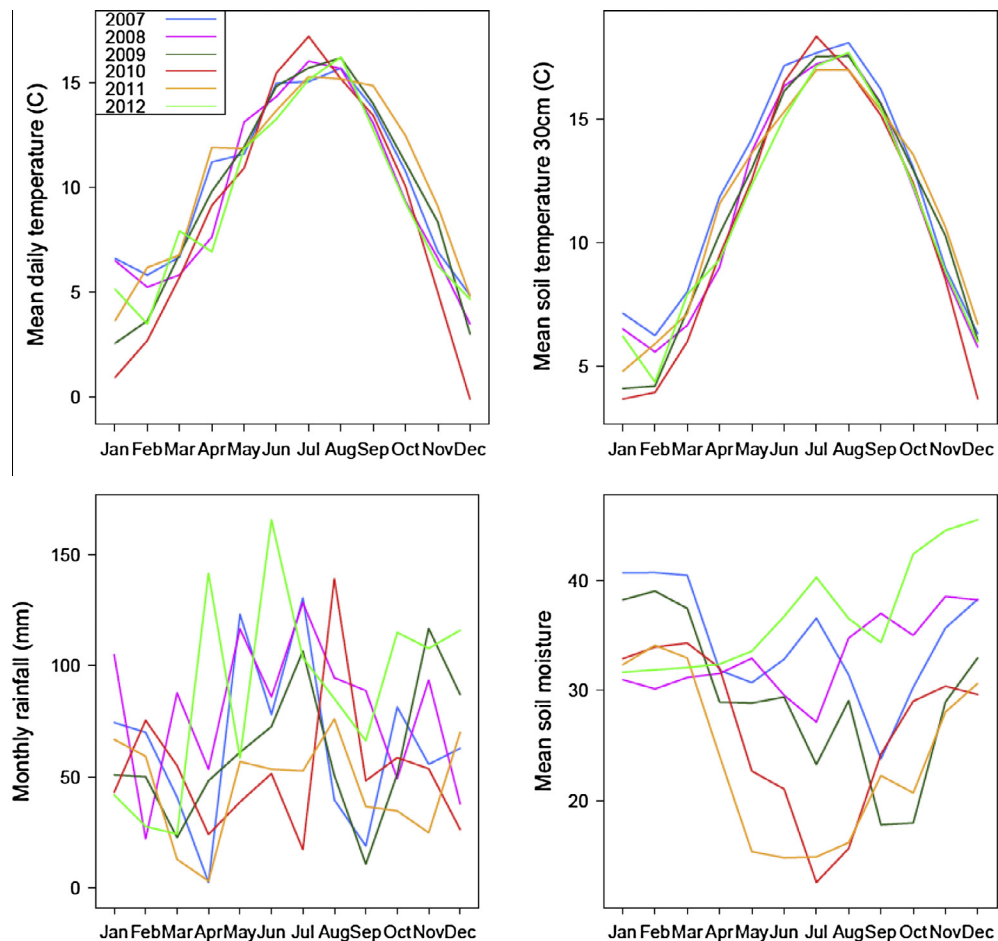 2007
2008
2009
2010
2011
2012
Mean daily temperature (C)
15
10
5
0
Jan Feb Mar Apr May Jun Jul Aug Sep Oct Nov Dec
Mean soil temperature 30cm (C)
15
10
5
Jan Feb Mar Apr May Jun Jul Aug Sep Oct Nov Dec
Monthly rainfall (mm)
150
100
50
0
Jan Feb Mar Apr May Jun Jul Aug Sep Oct Nov Dec
Mean soil moisture
40
30
20
Jan Feb Mar Apr May Jun Jul Aug Sep Oct Nov Dec